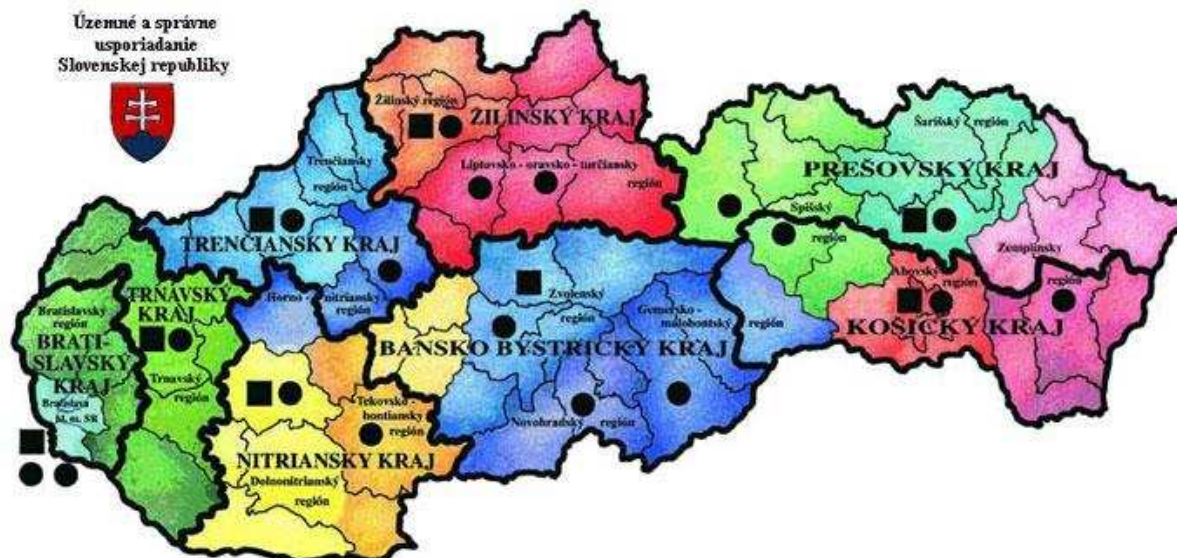 Územné a správne
usporiadanie
Slovenskej republiky
Žilinský región
ŽILINSKÝ KRAJ
Trenčiansky
región
Liptovsko - oravsko - turčiansky
región
TRENČIANSKY KRAJ
Šarišský región
PREŠOVSKÝ KRAJ
Spišský
región
Zemplínsky
región
Abovský
región
KOŠICKÝ KRAJ
Horno - nitriansky
región
Zvolenský
región
Gemersko -
malohontský
región
BANSKO BYSTRICKÝ KRAJ
Novohradský región
TRNAVSKÝ
KRAJ
Trnavský
región
Bratislavský
región
BRATI-
SLAVSKÝ
KRAJ
Bratislava
hl. m. SR
Tekovsko -
hontiansky
región
NITRIANSKY KRAJ
Dolnonitriansky
región